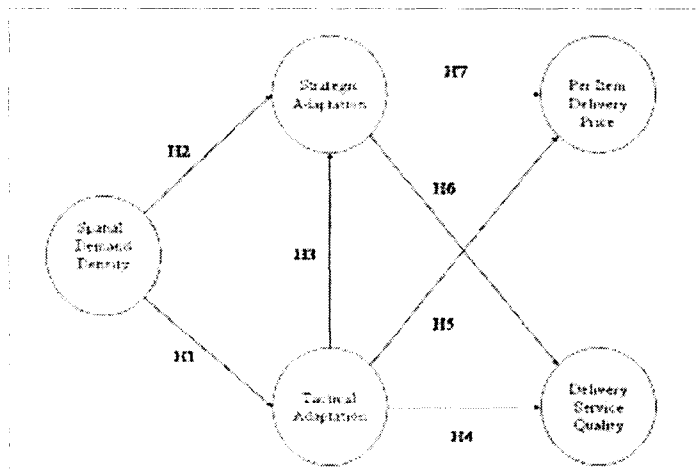 Strategic
Adaptation
H7
Per Item
Delivery
Price
H2
H6
Spatial
Demand
Density
H3
H1
H5
Tactical
Adaptation
H4
Delivery
Service
Quality